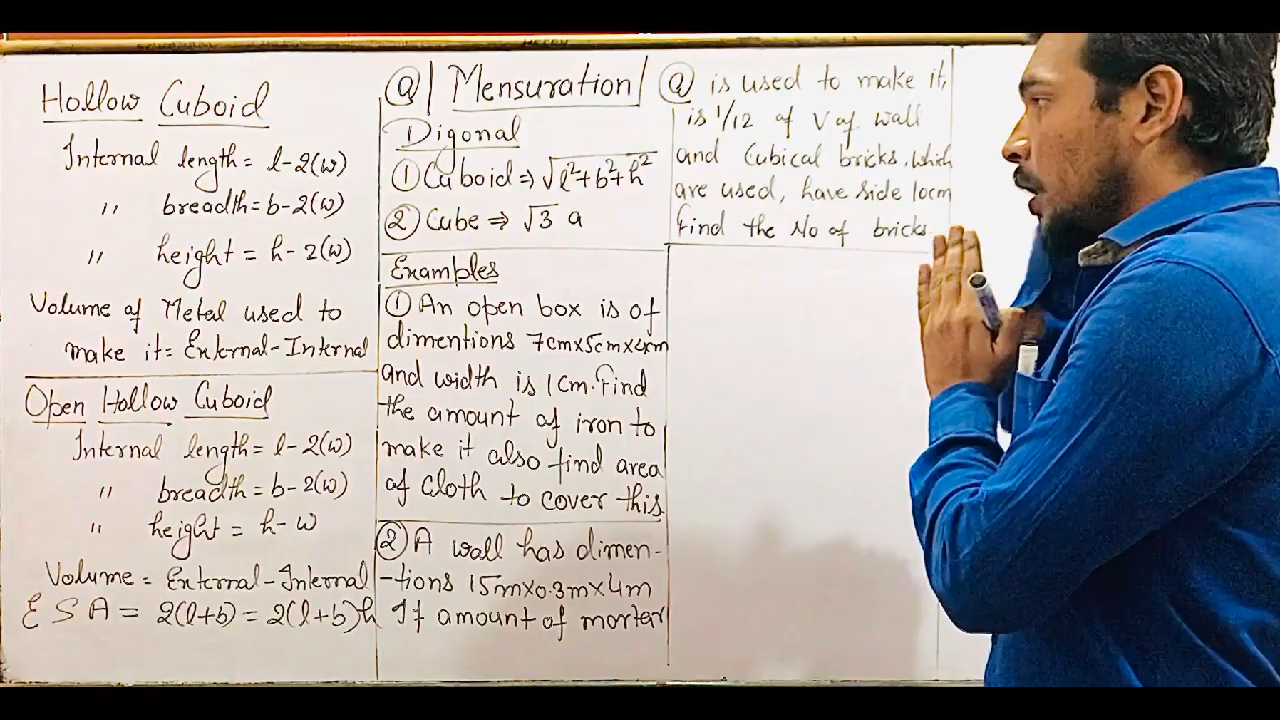 Hollow Cuboid
Internal length = l-2(w)
,, breadth = b-2(w)
,, height = h-2(w)
Volume of Metal used to
make it = External-Internal
Open Hollow Cuboid
Internal length = l-2(w)
,, breadth = b-2(w)
,, height = h-w
Volume = External-Internal
E S A = 2(l+b) = 2(l+b)h
Q| Mensuration
Digonal
① Cuboid ⇒ √l²+b²+h²
② Cube ⇒ √3 a
Examples
① An open box is of
dimentions 7cm×5cm×4cm
and width is 1cm. Find
the amount of iron to
make it also find area
of cloth to cover this
② A wall has dimen-
-tions 15m×0.3m×4m
If amount of morter
Q is used to make it,
is 1/12 of V of wall
and Cubical bricks, which
are used, have side 10cm
Find the No of bricks.